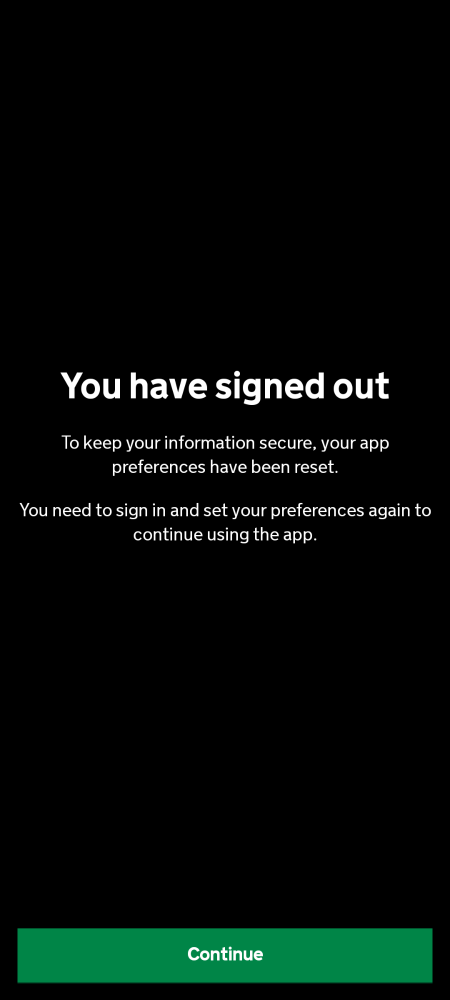 You have signed out
To keep your information secure, your app
preferences have been reset.
You need to sign in and set your preferences again to
continue using the app.
Continue